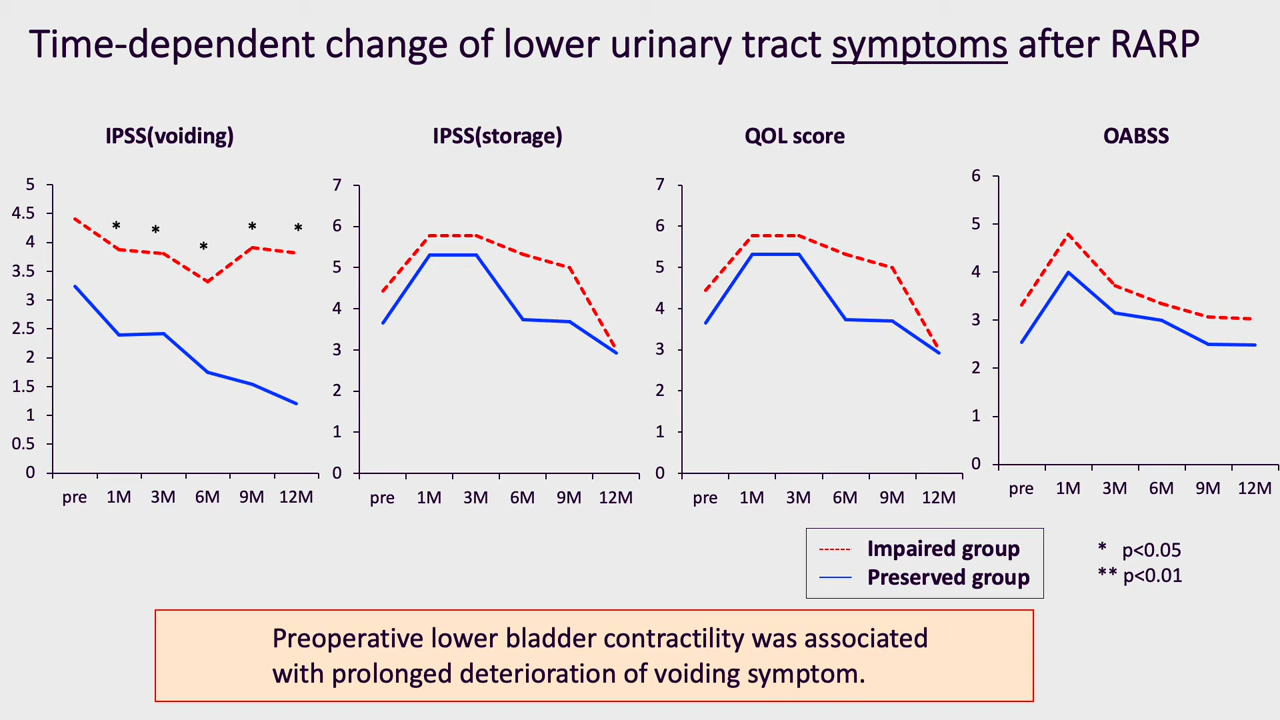 Time-dependent change of lower urinary tract symptoms after RARP
IPSS(voiding)
5
4.5
4
3.5
3
2.5
2
1.5
1
0.5
0
* * * * *
pre 1M 3M 6M 9M 12M
IPSS(storage)
7
6
5
4
3
2
1
0
pre 1M 3M 6M 9M 12M
QOL score
7
6
5
4
3
2
1
0
pre 1M 3M 6M 9M 12M
OABSS
6
5
4
3
2
1
0
pre 1M 3M 6M 9M 12M
Impaired group
Preserved group
* p<0.05
** p<0.01
Preoperative lower bladder contractility was associated
with prolonged deterioration of voiding symptom.